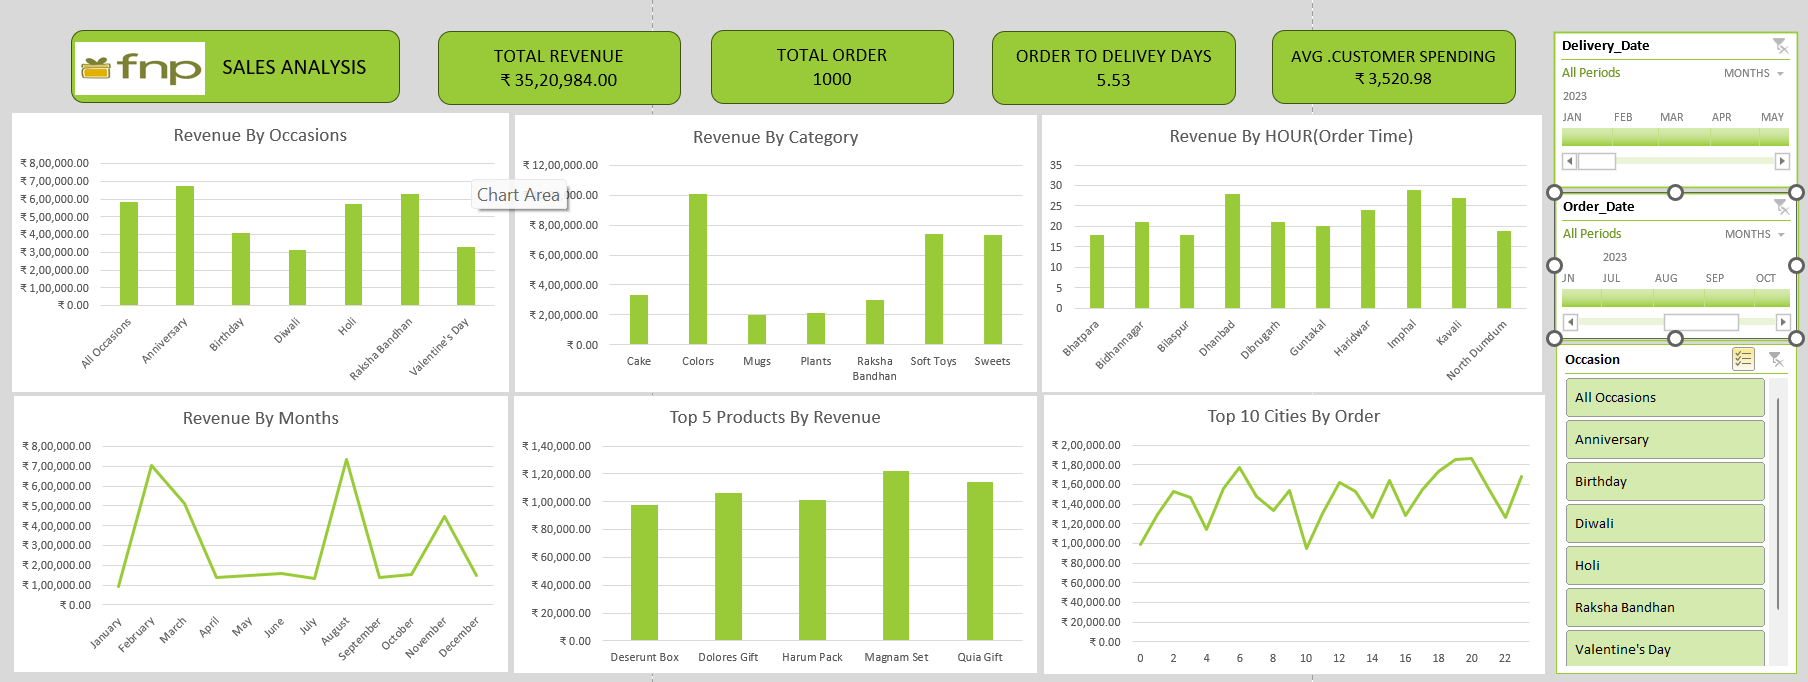 fnp
SALES ANALYSIS
TOTAL REVENUE
₹ 35,20,984.00
TOTAL ORDER
1000
ORDER TO DELIVEY DAYS
5.53
AVG .CUSTOMER SPENDING
₹ 3,520.98
Revenue By Occasions
₹ 8,00,000.00
₹ 7,00,000.00
₹ 6,00,000.00
₹ 5,00,000.00
₹ 4,00,000.00
₹ 3,00,000.00
₹ 2,00,000.00
₹ 1,00,000.00
₹ 0.00
All Occasions
Anniversary
Birthday
Diwali
Holi
Raksha Bandhan
Valentine's Day
Chart Area
Revenue By Category
₹ 12,00,000.00
00,000.00
₹ 8,00,000.00
₹ 6,00,000.00
₹ 4,00,000.00
₹ 2,00,000.00
₹ 0.00
Cake
Colors
Mugs
Plants
Raksha
Bandhan
Soft Toys
Sweets
Revenue By HOUR(Order Time)
35
30
25
20
15
10
5
0
Bhatpara
Bidhannagar
Bilaspur
Dhanbad
Dibrugarh
Guntakal
Haridwar
Imphal
Kavali
North Dumdum
Revenue By Months
₹ 8,00,000.00
₹ 7,00,000.00
₹ 6,00,000.00
₹ 5,00,000.00
₹ 4,00,000.00
₹ 3,00,000.00
₹ 2,00,000.00
₹ 1,00,000.00
₹ 0.00
January
February
March
April
May
June
July
August
September
October
November
December
Top 5 Products By Revenue
₹ 1,40,000.00
₹ 1,20,000.00
₹ 1,00,000.00
₹ 80,000.00
₹ 60,000.00
₹ 40,000.00
₹ 20,000.00
₹ 0.00
Deserunt Box
Dolores Gift
Harum Pack
Magnam Set
Quia Gift
Top 10 Cities By Order
₹ 2,00,000.00
₹ 1,80,000.00
₹ 1,60,000.00
₹ 1,40,000.00
₹ 1,20,000.00
₹ 1,00,000.00
₹ 80,000.00
₹ 60,000.00
₹ 40,000.00
₹ 20,000.00
₹ 0.00
0 2 4 6 8 10 12 14 16 18 20 22
Delivery_Date
All Periods MONTHS
2023
JAN FEB MAR APR MAY
Order_Date
All Periods MONTHS
2023
JN JUL AUG SEP OCT
Occasion
All Occasions
Anniversary
Birthday
Diwali
Holi
Raksha Bandhan
Valentine's Day